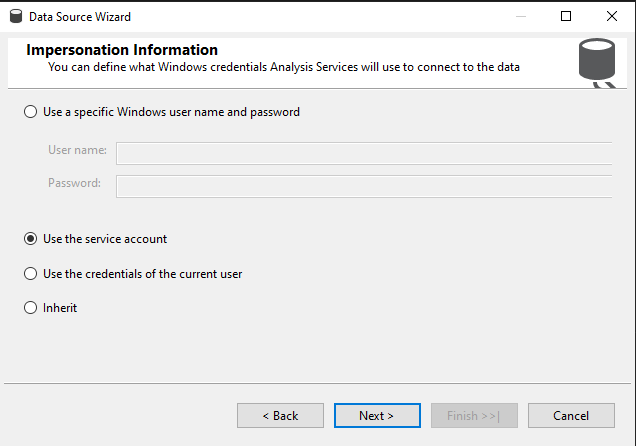 Data Source Wizard
Impersonation Information
You can define what Windows credentials Analysis Services will use to connect to the data
Use a specific Windows user name and password
User name:
Password:
Use the service account
Use the credentials of the current user
Inherit
< Back
Next >
Finish >>|
Cancel